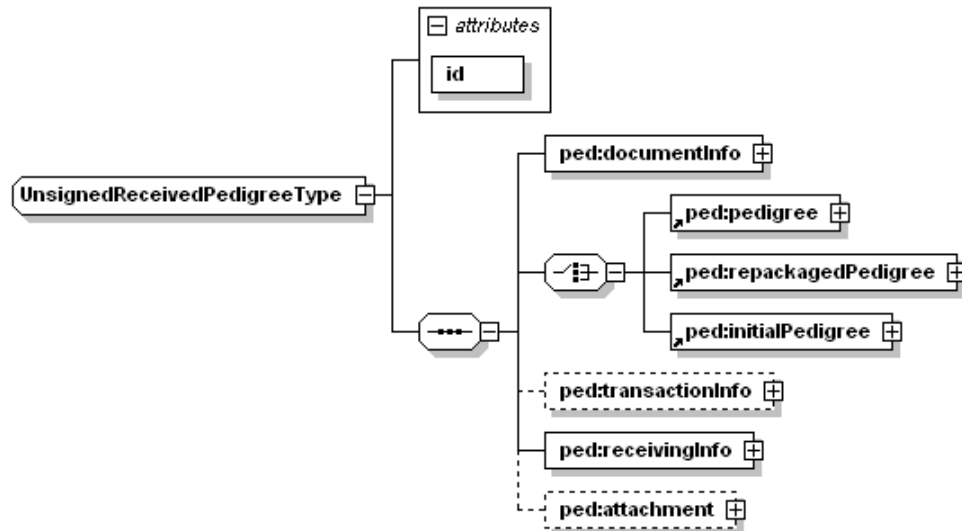 attributes
id
ped:documentInfo
UnsignedReceivedPedigreeType
ped:pedigree
ped:repackagedPedigree
ped:initialPedigree
ped:transactionInfo
ped:receivingInfo
ped:attachment